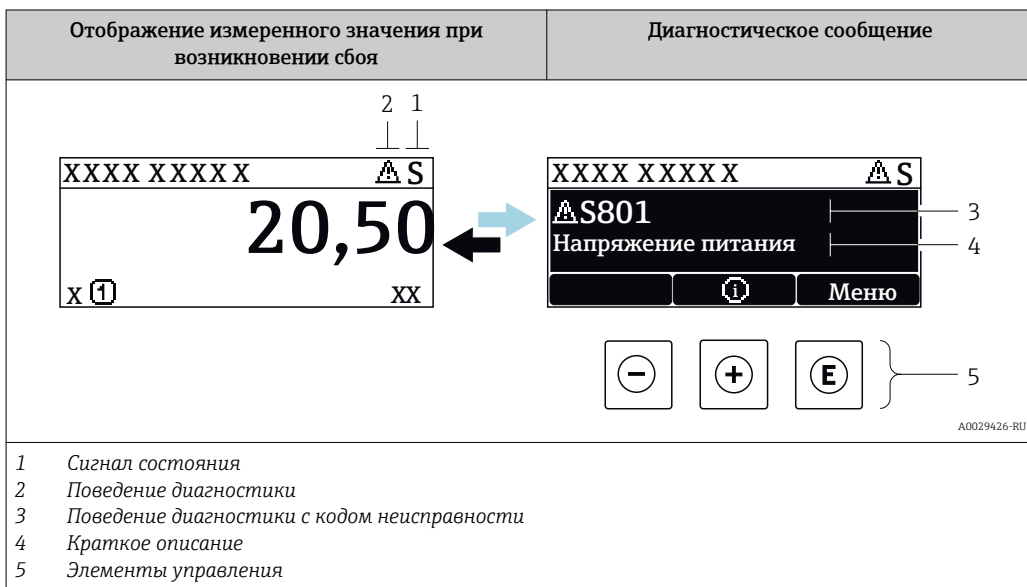 Отображение измеренного значения при
возникновении сбоя
Диагностическое сообщение
2 1
XXXX XXXXX
S
20,50
X 1
XX
XXXX XXXXX
S
S801
3
Напряжение питания
4
i
Меню
− + E
5
A0029426-RU
1 Сигнал состояния
2 Поведение диагностики
3 Поведение диагностики с кодом неисправности
4 Краткое описание
5 Элементы управления